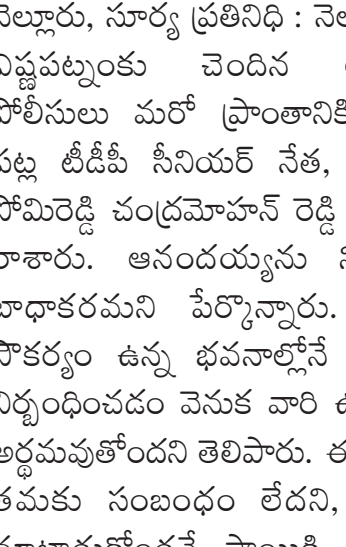 నెల్లూరు, సూర్య ప్రతినిధి :
చెందిన
పోలీసులు మరో
పట్ల టీడీపీ సీనియర్ నేత,
సోమిరెడ్డి చంద్రమోహన్ రెడ్డి
రాశారు. ఆనందయ్యను
బాధాకరమని పేర్కొన్నారు.
సౌకర్యం ఉన్న భవనాల్లోనే
నిర్బంధించడం వెనుక వారి
అర్థమవుతోందని తెలిపారు.
తమకు సంబంధం లేదని,